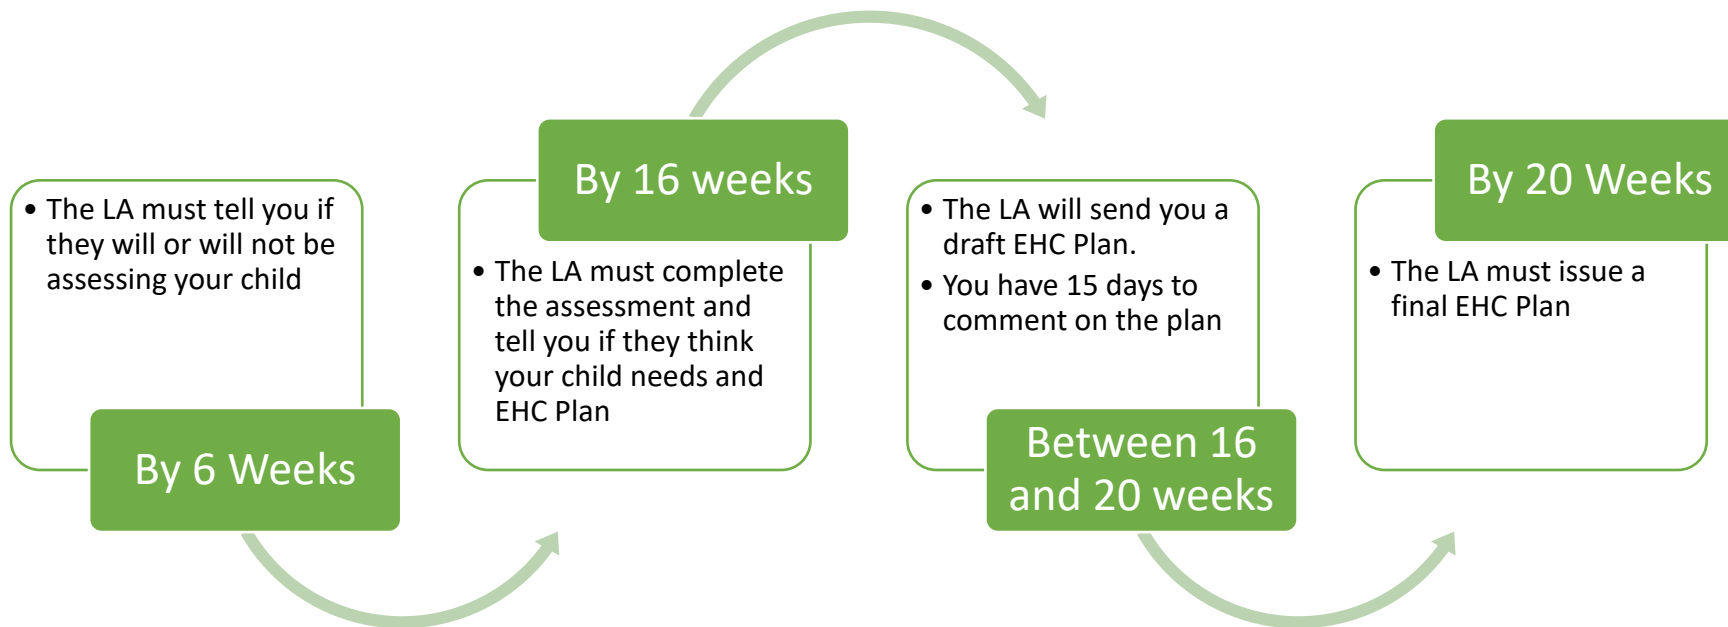 • The LA must tell you if
they will or will not be
assessing your child
By 6 Weeks
By 16 weeks
• The LA must complete
the assessment and
tell you if they think
your child needs and
EHC Plan
• The LA will send you a
draft EHC Plan.
• You have 15 days to
comment on the plan
Between 16
and 20 weeks
By 20 Weeks
• The LA must issue a
final EHC Plan